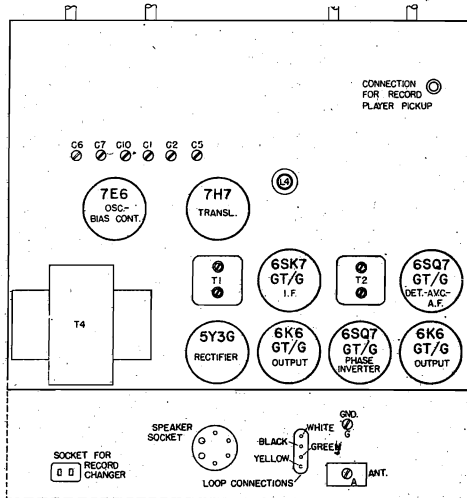 CONNECTION
FOR RECORD
PLAYER PICKUP
C6 C7 C10 C1 C2 C5
L4
7E6
OSC.-
BIAS CONT.
7H7
TRANSL.
T1
6SK7
GT/G
I.F.
T2
6SQ7
GT/G
DET.-A.V.C.-
A.F.
T4
5Y3G
RECTIFIER
6K6
GT/G
OUTPUT
6SQ7
GT/G
PHASE
INVERTER
6K6
GT/G
OUTPUT
SPEAKER
SOCKET
WHITE
BLACK
GREEN
YELLOW
LOOP CONNECTIONS
GND.
G
ANT.
A
SOCKET FOR
RECORD
CHANGER